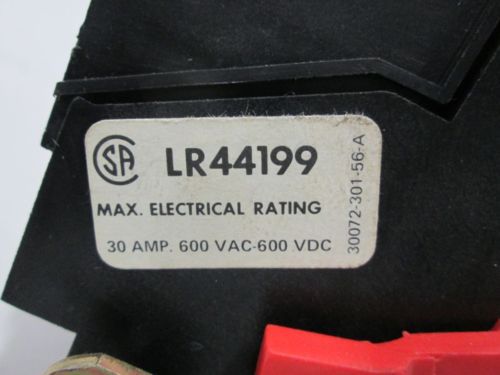 CSA LR44199
MAX. ELECTRICAL RATING
30 AMP. 600 VAC-600 VDC
30072-301-56-A